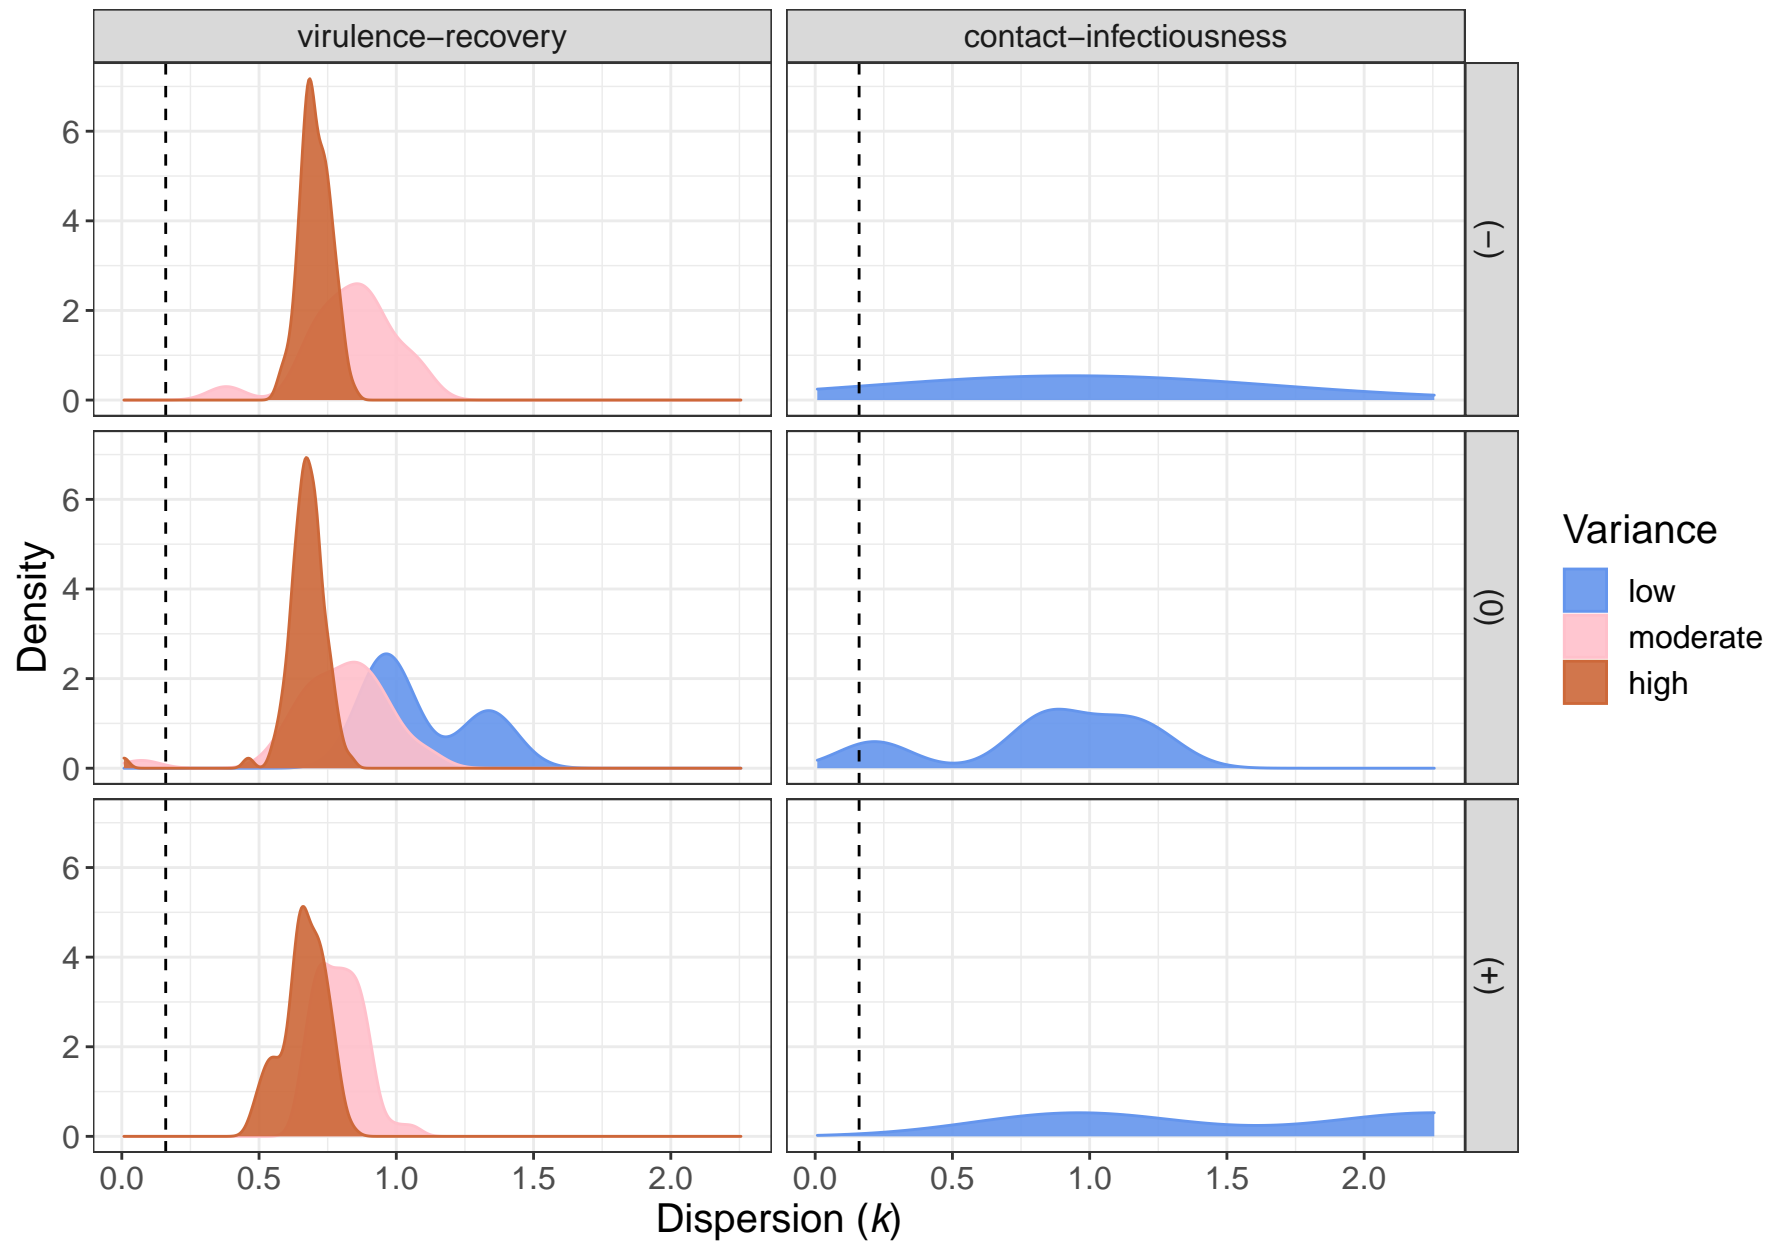 virulence−recovery
contact−infectiousness
6
4
2
0
(−)
6
4
2
0
(0)
6
4
2
0
(+)
0.0 0.5 1.0 1.5 2.0
0.0 0.5 1.0 1.5 2.0
Dispersion (k)
Density
Variance
low
moderate
high